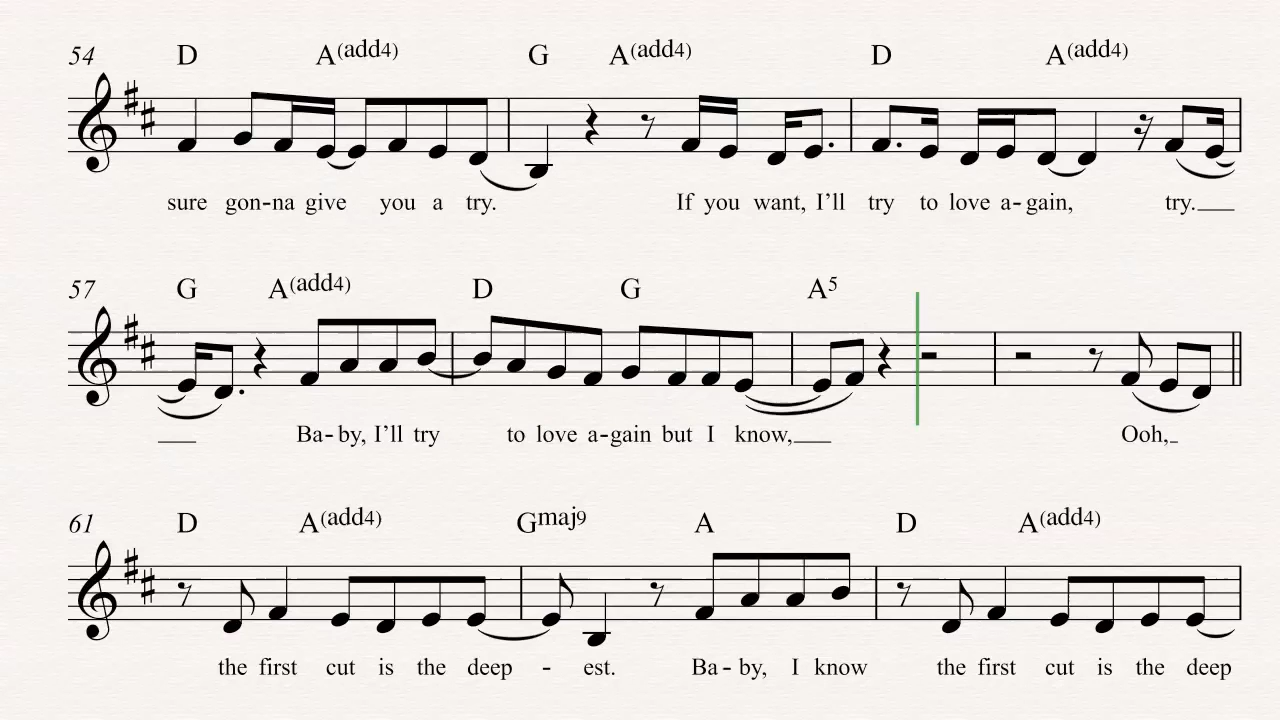 54 D A(add4) G A(add4) D A(add4)
sure gon-na give you a try. If you want, I'll try to love a-gain, try.
57 G A(add4) D G A5
Ba-by, I'll try to love a-gain but I know, Ooh,
61 D A(add4) Gmaj9 A D A(add4)
the first cut is the deep - est. Ba-by, I know the first cut is the deep